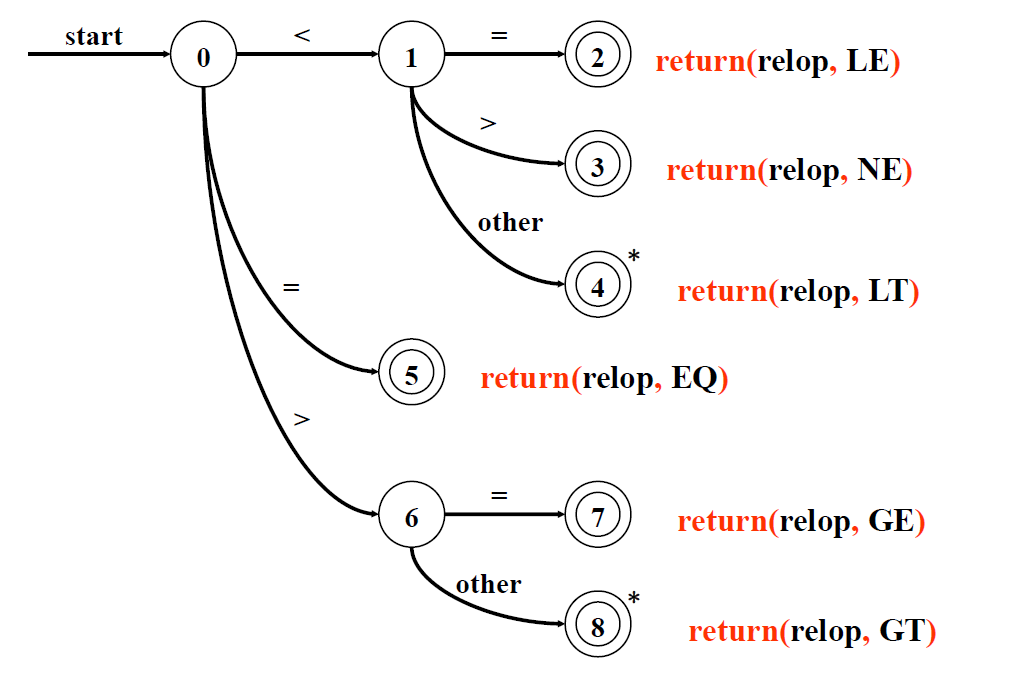 start < =
0 1 2 return(relop, LE)
>
3 return(relop, NE)
other
*
4 return(relop, LT)
=
5 return(relop, EQ)
>
=
6 7 return(relop, GE)
other
*
8 return(relop, GT)